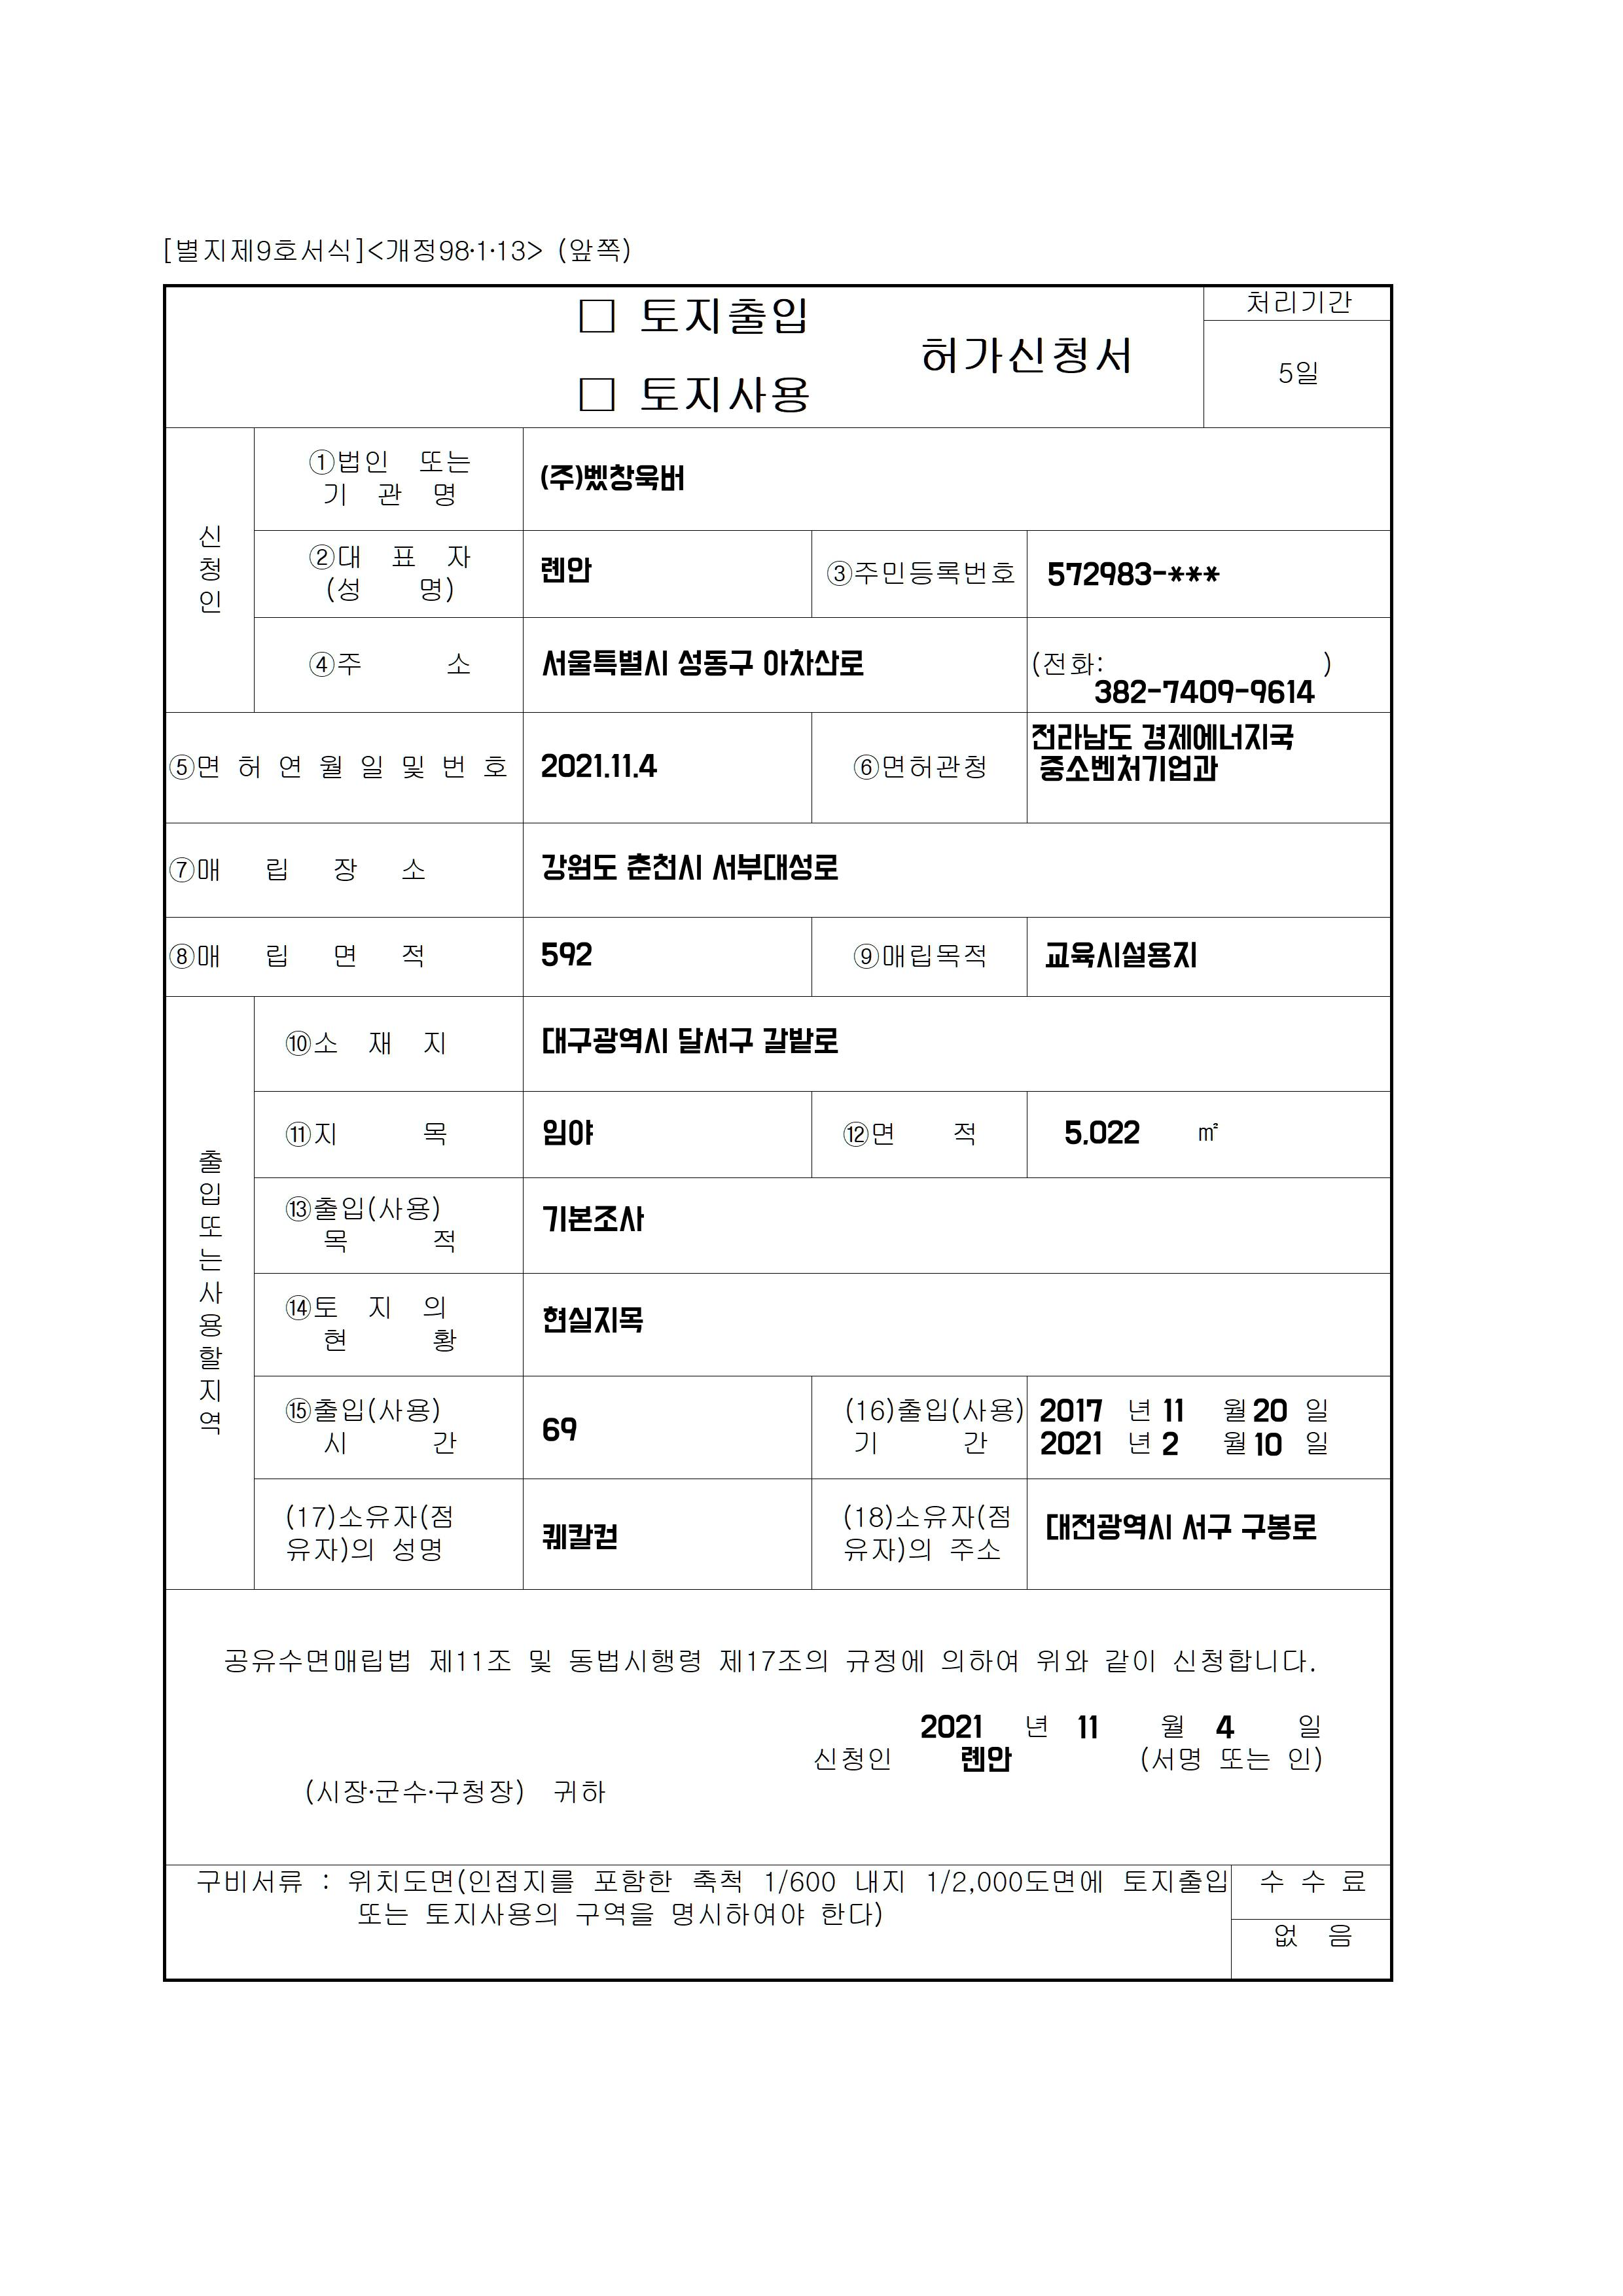 [별지제9호서식]<개정98·1·13> (앞쪽)
□ 토지출입
허가신청서
□ 토지사용
처리기간
5일
신청인
①법인 또는
기 관 명
(주)벴창욱버
②대 표 자
(성 명)
롄안
③주민등록번호
572983-***
④주 소
서울특별시 성동구 아차산로
(전화: )
382-7409-9614
⑤면 허 연 월 일 및 번 호
2021.11.4
⑥면허관청
전라남도 경제에너지국
중소벤처기업과
⑦매 립 장 소
강원도 춘천시 서부대성로
⑧매 립 면 적
592
⑨매립목적
교육시설용지
출입또는사용할지역
⑩소 재 지
대구광역시 달서구 갈밭로
⑪지 목
임야
⑫면 적
5,022 ㎡
⑬출입(사용)
목 적
기본조사
⑭토 지 의
현 황
현실지목
⑮출입(사용)
시 간
69
(16)출입(사용)
기 간
2017 년 11 월 20 일
2021 년 2 월 10 일
(17)소유자(점
유자)의 성명
퀘칼컫
(18)소유자(점
유자)의 주소
대전광역시 서구 구봉로
공유수면매립법 제11조 및 동법시행령 제17조의 규정에 의하여 위와 같이 신청합니다.
2021 년 11 월 4 일
신청인 롄안 (서명 또는 인)
(시장·군수·구청장) 귀하
구비서류 : 위치도면(인접지를 포함한 축척 1/600 내지 1/2,000도면에 토지출입
또는 토지사용의 구역을 명시하여야 한다)
수 수 료
없 음